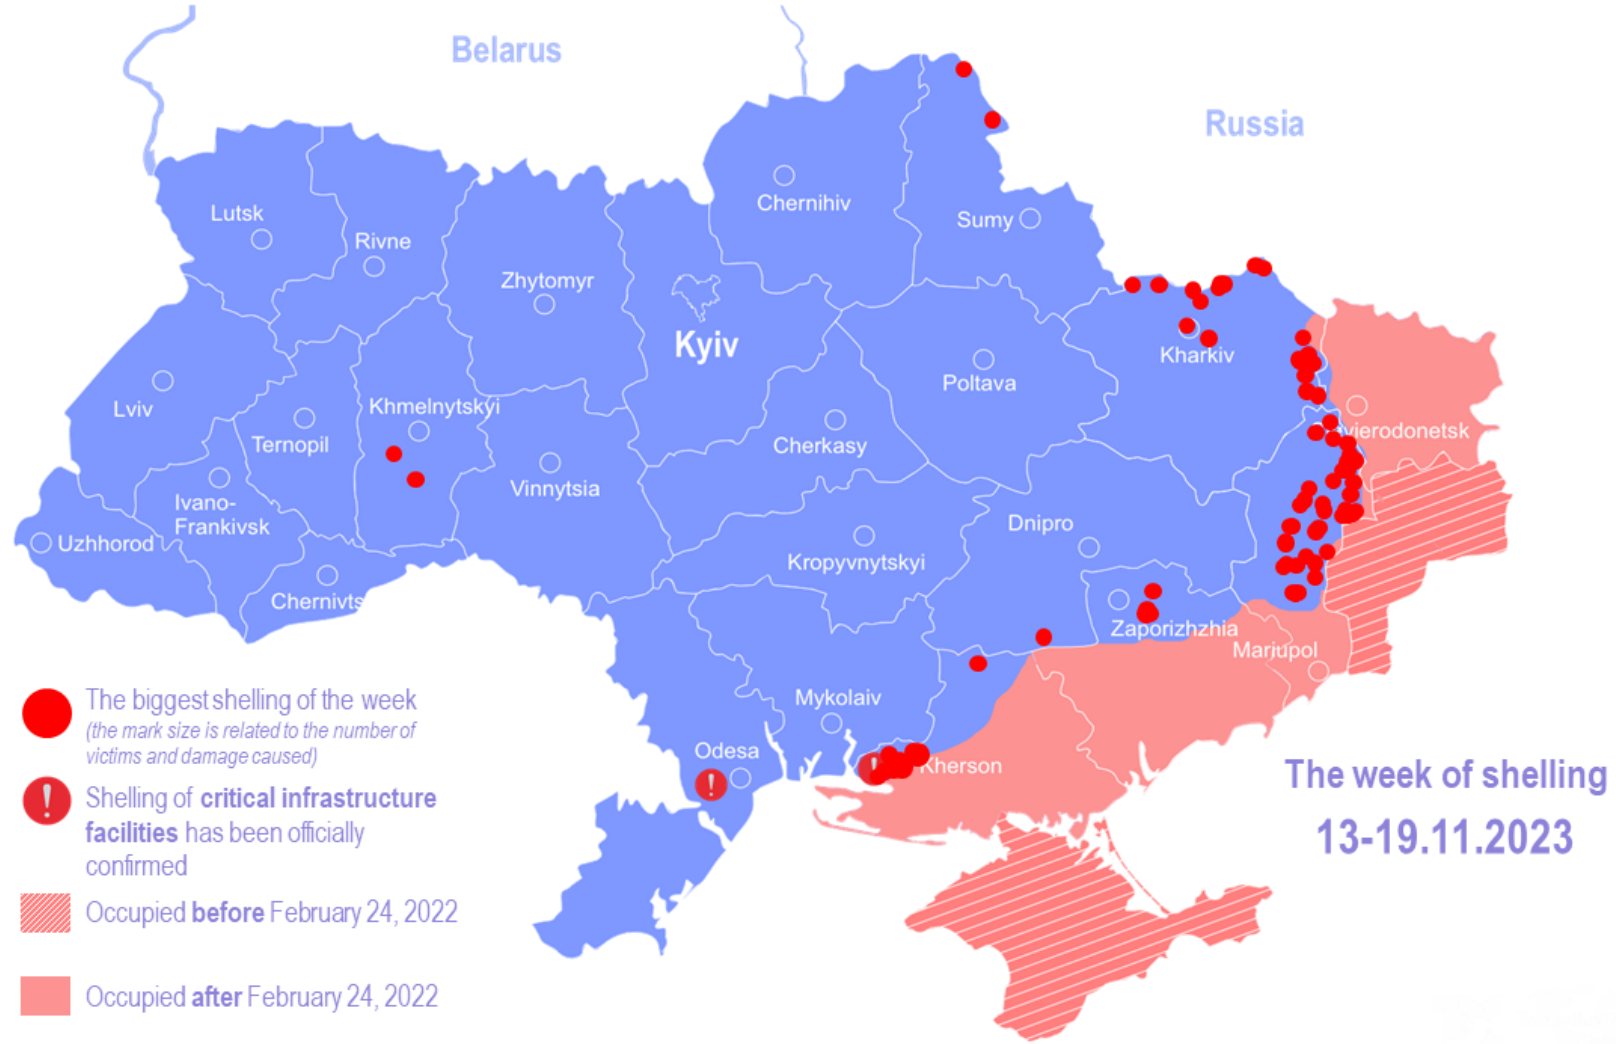 Belarus
Russia
Chernihiv
Lutsk
Sumy
Rivne
Zhytomyr
Kyiv
Kharkiv
Poltava
Lviv
Khmelnytskyi
Ternopil
Cherkasy
vierodonetsk
Vinnytsia
Ivano-
Frankivsk
Dnipro
Uzhhorod
Kropyvnytskyi
Chernivts
Zaporizhzhia
Mariupol
Mykolaiv
Odesa
Kherson
The biggest shelling of the week
(the mark size is related to the number of
victims and damage caused)
!
Shelling of critical infrastructure
facilities has been officially
confirmed
Occupied before February 24, 2022
Occupied after February 24, 2022
The week of shelling
13-19.11.2023